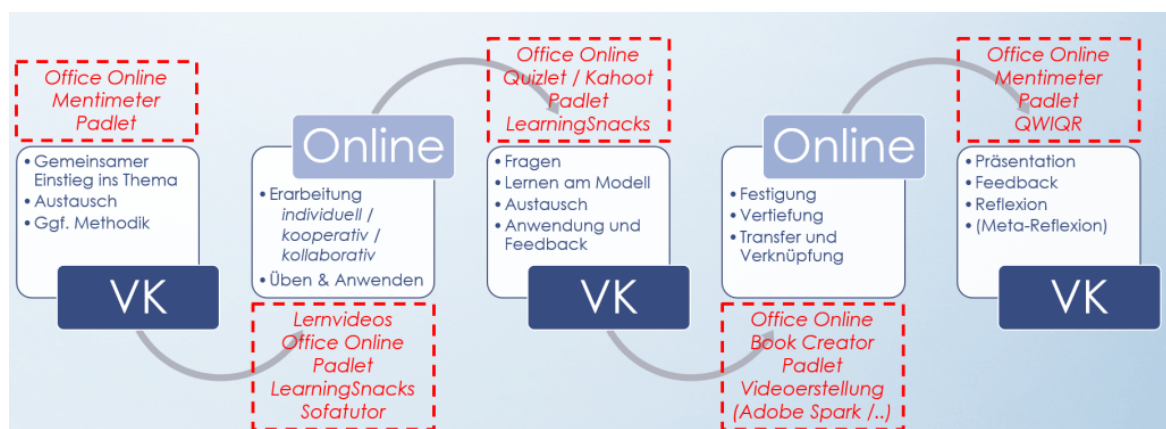 Office Online
Mentimeter
Padlet
• Gemeinsamer
Einstieg ins Thema
• Austausch
• Ggf. Methodik
VK
Online
• Erarbeitung
individuell /
kooperativ /
kollaborativ
• Üben & Anwenden
Lernvideos
Office Online
Padlet
LearningSnacks
Sofatutor
Office Online
Quizlet / Kahoot
Padlet
LearningSnacks
• Fragen
• Lernen am Modell
• Austausch
• Anwendung und
Feedback
VK
Online
• Festigung
• Vertiefung
• Transfer und
Verknüpfung
Office Online
Book Creator
Padlet
Videoerstellung
(Adobe Spark /..)
Office Online
Mentimeter
Padlet
QWIQR
• Präsentation
• Feedback
• Reflexion
• (Meta-Reflexion)
VK